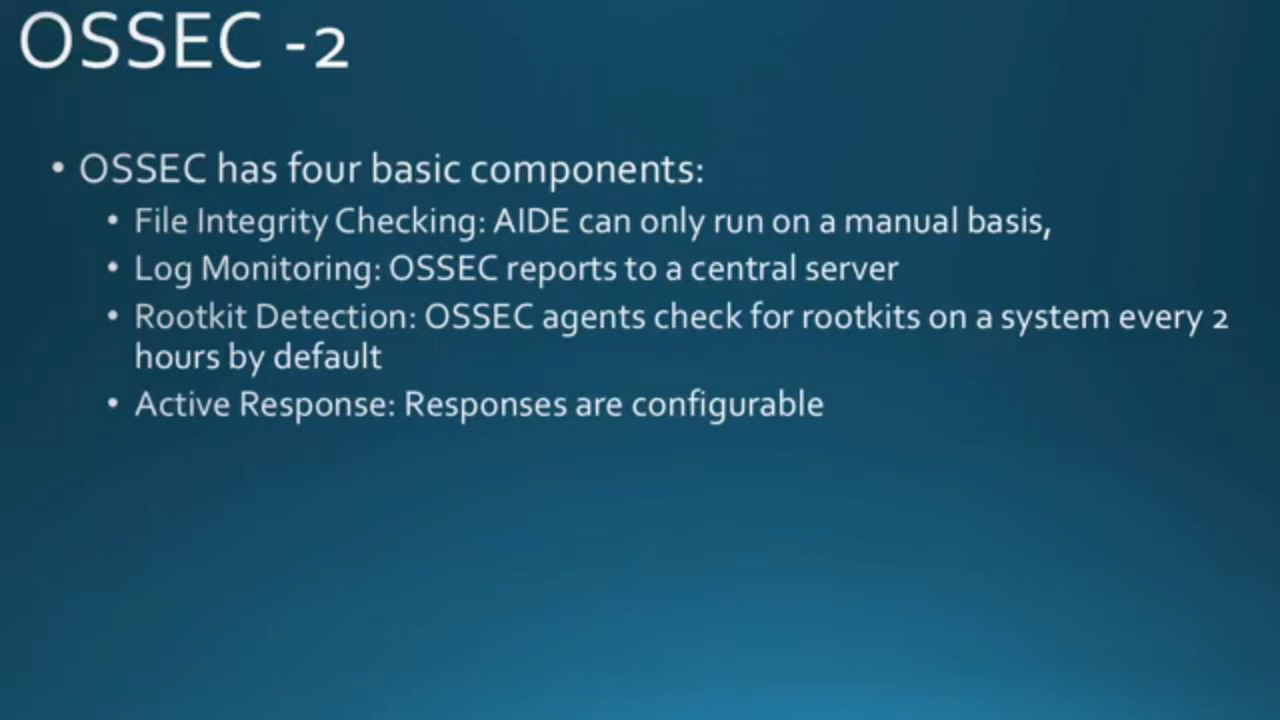 OSSEC -2
• OSSEC has four basic components:
• File Integrity Checking: AIDE can only run on a manual basis,
• Log Monitoring: OSSEC reports to a central server
• Rootkit Detection: OSSEC agents check for rootkits on a system every 2
hours by default
• Active Response: Responses are configurable